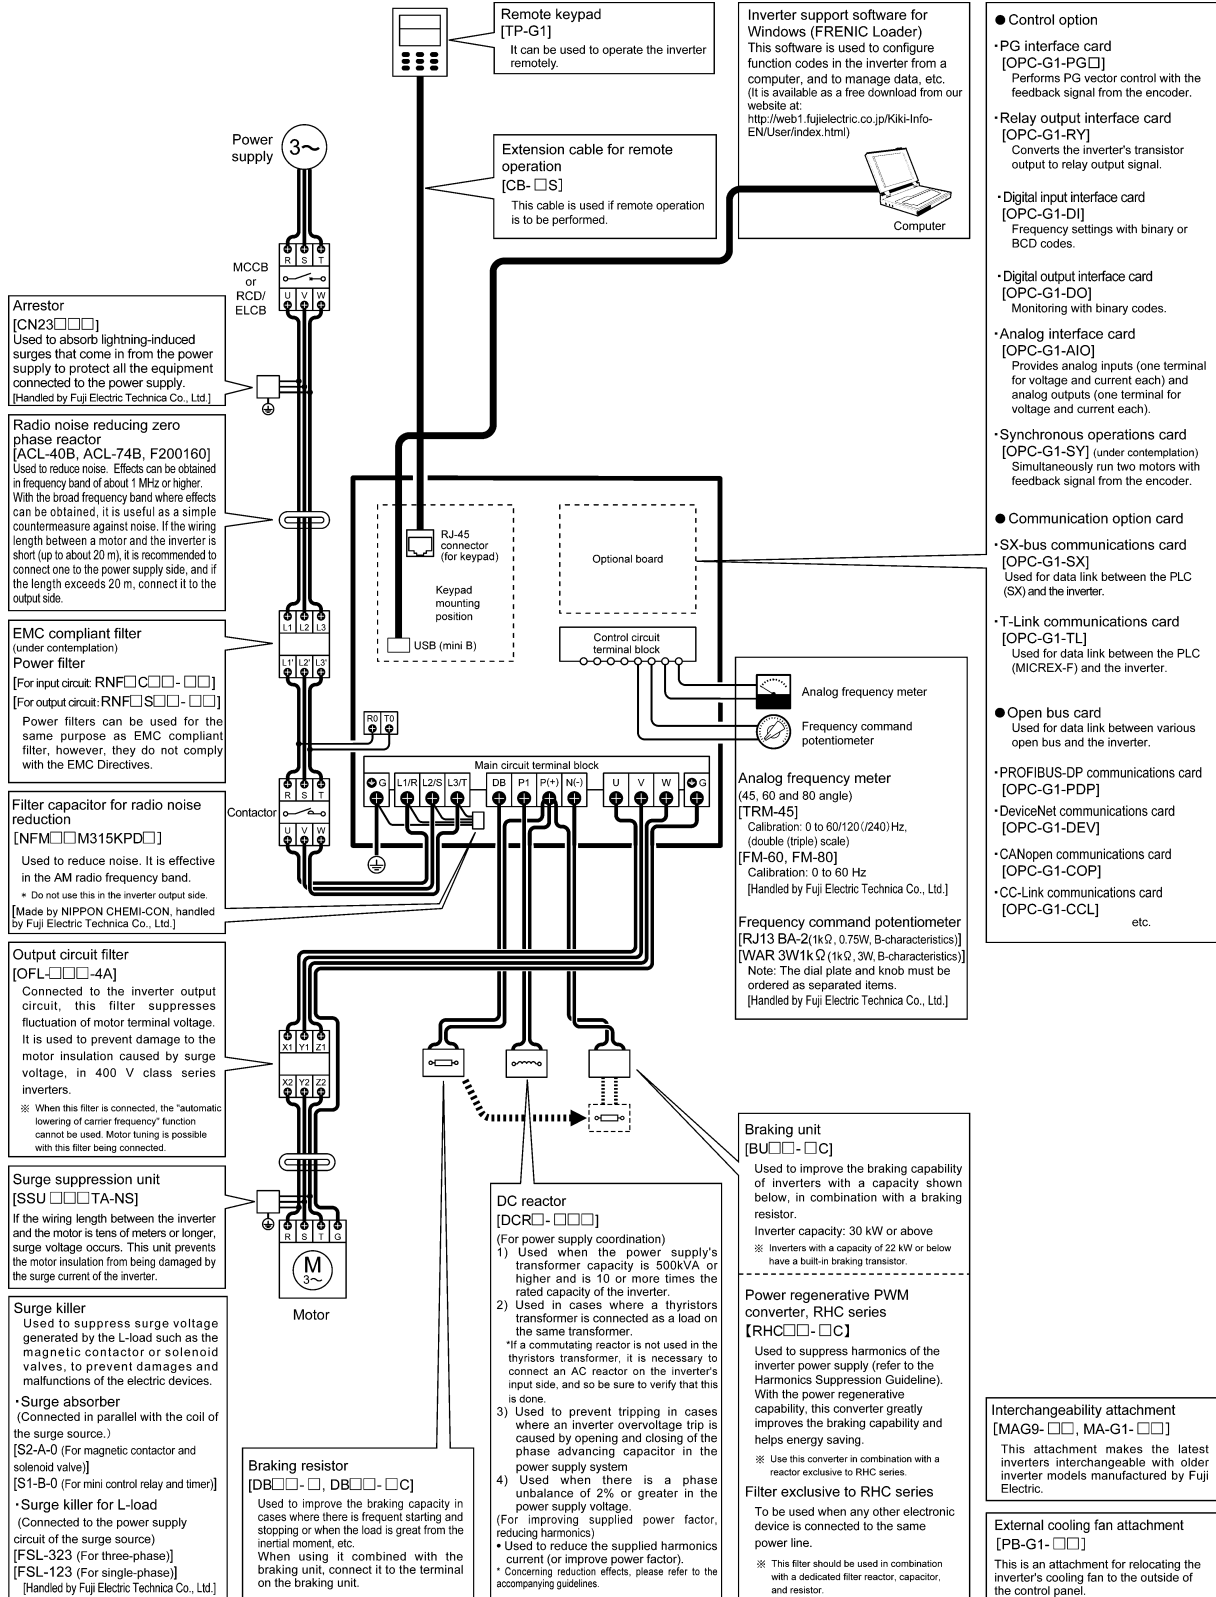 Remote keypad
[TP-G1]
It can be used to operate the inverter
remotely.
Inverter support software for
Windows (FRENIC Loader)
This software is used to configure
function codes in the inverter from a
computer, and to manage data, etc.
(It is available as a free download from our
website at:
http://web1.fujielectric.co.jp/Kiki-Info-
EN/User/index.html)
Computer
Extension cable for remote
operation
[CB-□S]
This cable is used if remote operation
is to be performed.
Power
supply
3~
R S T
MCCB
or
RCD/
ELCB
U V W
Arrestor
[CN23□□□]
Used to absorb lightning-induced
surges that come in from the power
supply to protect all the equipment
connected to the power supply.
[Handled by Fuji Electric Technica Co., Ltd.]
Radio noise reducing zero
phase reactor
[ACL-40B, ACL-74B, F200160]
Used to reduce noise. Effects can be obtained
in frequency band of about 1 MHz or higher.
With the broad frequency band where effects
can be obtained, it is useful as a simple
countermeasure against noise. If the wiring
length between a motor and the inverter is
short (up to about 20 m), it is recommended to
connect one to the power supply side, and if
the length exceeds 20 m, connect it to the
output side.
L1 L2 L3
L1' L2' L3'
EMC compliant filter
(under contemplation)
Power filter
[For input circuit: RNF□C□□-□□]
[For output circuit: RNF□S□□-□□]
Power filters can be used for the
same purpose as EMC compliant
filter, however, they do not comply
with the EMC Directives.
Contactor
R S T
U V W
Filter capacitor for radio noise
reduction
[NFM□□M315KPD□]
Used to reduce noise. It is effective
in the AM radio frequency band.
* Do not use this in the inverter output side.
[Made by NIPPON CHEMI-CON, handled
by Fuji Electric Technica Co., Ltd.]
Output circuit filter
[OFL-□□□-4A]
Connected to the inverter output
circuit, this filter suppresses
fluctuation of motor terminal voltage.
It is used to prevent damage to the
motor insulation caused by surge
voltage, in 400 V class series
inverters.
※ When this filter is connected, the "automatic
lowering of carrier frequency" function
cannot be used. Motor tuning is possible
with this filter being connected.
X1 Y1 Z1
X2 Y2 Z2
Surge suppression unit
[SSU □□□TA-NS]
If the wiring length between the inverter
and the motor is tens of meters or longer,
surge voltage occurs. This unit prevents
the motor insulation from being damaged by
the surge current of the inverter.
R S T G
M
3~
Motor
Surge killer
Used to suppress surge voltage
generated by the L-load such as the
magnetic contactor or solenoid
valves, to prevent damages and
malfunctions of the electric devices.
・Surge absorber
(Connected in parallel with the coil of
the surge source.)
[S2-A-0 (For magnetic contactor and
solenoid valve)]
[S1-B-0 (For mini control relay and timer)]
・Surge killer for L-load
(Connected to the power supply
circuit of the surge source)
[FSL-323 (For three-phase)]
[FSL-123 (For single-phase)]
[Handled by Fuji Electric Technica Co., Ltd.]
RJ-45
connector
(for keypad)
Keypad
mounting
position
USB (mini B)
Optional board
Control circuit
terminal block
R0 T0
Main circuit terminal block
G L1/R L2/S L3/T DB P1 P(+) N(-) U V W G
Analog frequency meter
Frequency command
potentiometer
Analog frequency meter
(45, 60 and 80 angle)
[TRM-45]
Calibration: 0 to 60/120(/240)Hz,
(double (triple) scale)
[FM-60, FM-80]
Calibration: 0 to 60 Hz
[Handled by Fuji Electric Technica Co., Ltd.]
Frequency command potentiometer
[RJ13 BA-2(1kΩ, 0.75W, B-characteristics)]
[WAR 3W1kΩ(1kΩ, 3W, B-characteristics)]
Note: The dial plate and knob must be
ordered as separated items.
[Handled by Fuji Electric Technica Co., Ltd.]
Braking resistor
[DB□□-□, DB□□-□C]
Used to improve the braking capacity in
cases where there is frequent starting and
stopping or when the load is great from the
inertial moment, etc.
When using it combined with the
braking unit, connect it to the terminal
on the braking unit.
DC reactor
[DCR□-□□□]
(For power supply coordination)
1) Used when the power supply's
transformer capacity is 500kVA or
higher and is 10 or more times the
rated capacity of the inverter.
2) Used in cases where a thyristors
transformer is connected as a load on
the same transformer.
*If a commutating reactor is not used in the
thyristors transformer, it is necessary to
connect an AC reactor on the inverter's
input side, and so be sure to verify that this
is done.
3) Used to prevent tripping in cases
where an inverter overvoltage trip is
caused by opening and closing of the
phase advancing capacitor in the
power supply system
4) Used when there is a phase
unbalance of 2% or greater in the
power supply voltage.
(For improving supplied power factor,
reducing harmonics)
• Used to reduce the supplied harmonics
current (or improve power factor).
* Concerning reduction effects, please refer to the
accompanying guidelines.
Braking unit
[BU□□-□C]
Used to improve the braking capability
of inverters with a capacity shown
below, in combination with a braking
resistor.
Inverter capacity: 30 kW or above
※ Inverters with a capacity of 22 kW or below
have a built-in braking transistor.
Power regenerative PWM
converter, RHC series
【RHC□□-□C】
Used to suppress harmonics of the
inverter power supply (refer to the
Harmonics Suppression Guideline).
With the power regenerative
capability, this converter greatly
improves the braking capability and
helps energy saving.
※ Use this converter in combination with a
reactor exclusive to RHC series.
Filter exclusive to RHC series
To be used when any other electronic
device is connected to the same
power line.
※ This filter should be used in combination
with a dedicated filter reactor, capacitor,
and resistor.
● Control option
・PG interface card
[OPC-G1-PG□]
Performs PG vector control with the
feedback signal from the encoder.
・Relay output interface card
[OPC-G1-RY]
Converts the inverter's transistor
output to relay output signal.
・Digital input interface card
[OPC-G1-DI]
Frequency settings with binary or
BCD codes.
・Digital output interface card
[OPC-G1-DO]
Monitoring with binary codes.
・Analog interface card
[OPC-G1-AIO]
Provides analog inputs (one terminal
for voltage and current each) and
analog outputs (one terminal for
voltage and current each).
・Synchronous operations card
[OPC-G1-SY] (under contemplation)
Simultaneously run two motors with
feedback signal from the encoder.
● Communication option card
・SX-bus communications card
[OPC-G1-SX]
Used for data link between the PLC
(SX) and the inverter.
・T-Link communications card
[OPC-G1-TL]
Used for data link between the PLC
(MICREX-F) and the inverter.
● Open bus card
Used for data link between various
open bus and the inverter.
・PROFIBUS-DP communications card
[OPC-G1-PDP]
・DeviceNet communications card
[OPC-G1-DEV]
・CANopen communications card
[OPC-G1-COP]
・CC-Link communications card
[OPC-G1-CCL]
etc.
Interchangeability attachment
[MAG9-□□, MA-G1-□□]
This attachment makes the latest
inverters interchangeable with older
inverter models manufactured by Fuji
Electric.
External cooling fan attachment
[PB-G1-□□]
This is an attachment for relocating the
inverter's cooling fan to the outside of
the control panel.